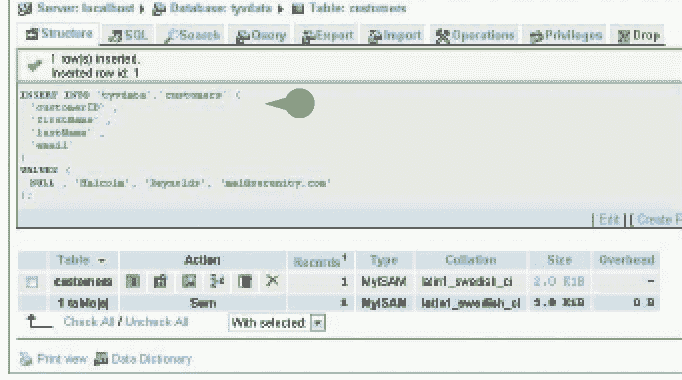 Server: localhost Database: tyvdata Table: customers
Structure SQL Search Query Export Import Operations Privileges Drop
1 row(s) inserted.
Inserted row id: 1
INSERT INTO `tyvdata`.`customers` (
`customerID` ,
`firstName` ,
`lastName` ,
`email`
)
VALUES (
NULL , 'Malcolm', 'Reynolds', 'mal@serenity.com'
);
[ Edit ] [ Create P
Table Action Records 1 Type Collation Size Overhead
customers 1 MyISAM latin1_swedish_ci 2.0 KiB -
1 table(s) Sum 1 MyISAM latin1_swedish_ci KiB 0 B
Check All / Uncheck All With selected:
Print view Data Dictionary